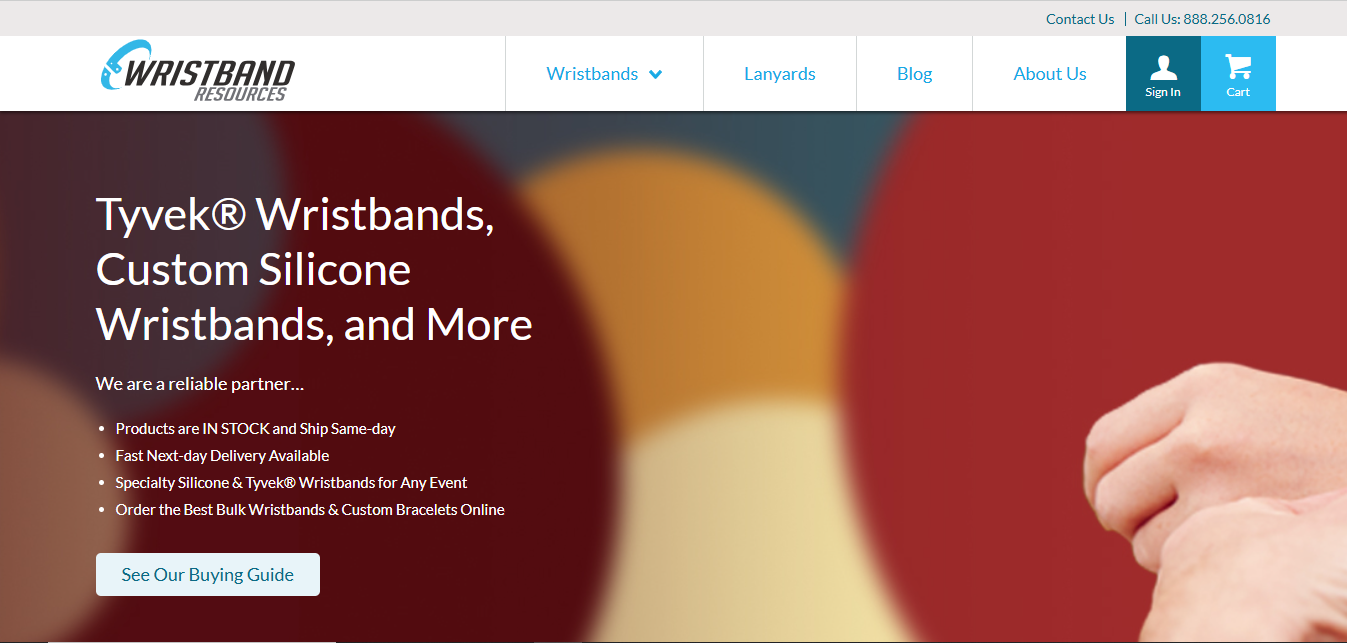 Contact Us | Call Us: 888.256.0816
WRISTBAND
RESOURCES
Wristbands
Lanyards
Blog
About Us
Sign In
Cart
Tyvek® Wristbands,
Custom Silicone
Wristbands, and More
We are a reliable partner...
• Products are IN STOCK and Ship Same-day
• Fast Next-day Delivery Available
• Specialty Silicone & Tyvek® Wristbands for Any Event
• Order the Best Bulk Wristbands & Custom Bracelets Online
See Our Buying Guide